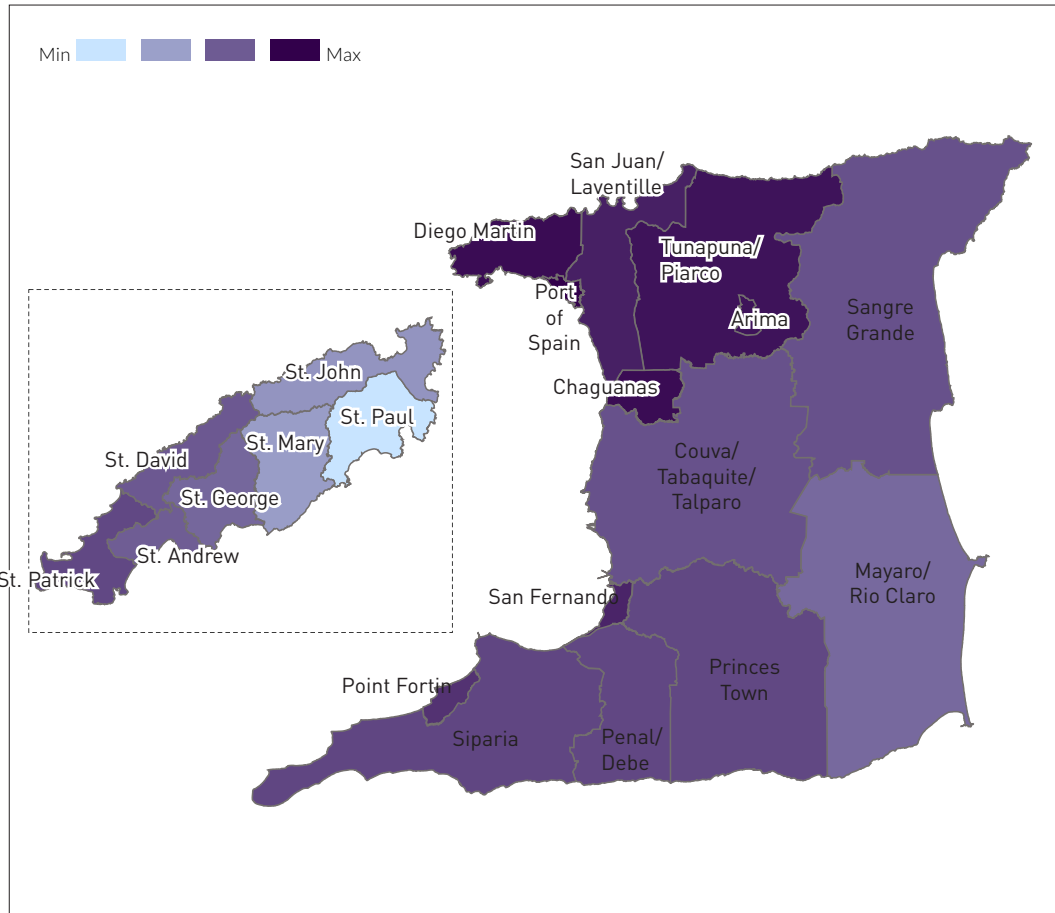 Min
Max
San Juan/
Laventille
Diego Martin
Tunapuna/
Piarco
Port
of
Spain
Arima
Sangre
Grande
Chaguanas
St. John
St. Paul
St. Mary
St. David
St. George
St. Andrew
St. Patrick
Couva/
Tabaquite/
Talparo
San Fernando
Mayaro/
Rio Claro
Point Fortin
Princes
Town
Siparia
Penal/
Debe